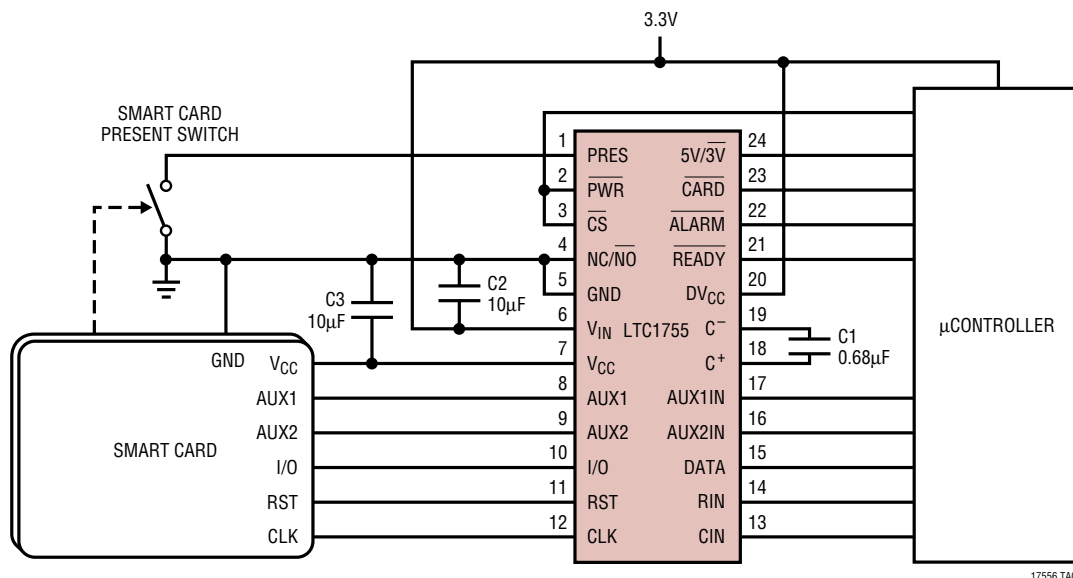 3.3V
SMART CARD
PRESENT SWITCH
1 PRES
2 PWR
3 CS
4 NC/NO
5 GND
6 VIN
7 VCC
8 AUX1
9 AUX2
10 I/O
11 RST
12 CLK
LTC1755
24 5V/3V
23 CARD
22 ALARM
21 READY
20 DVCC
19 C–
18 C+
17 AUX1IN
16 AUX2IN
15 DATA
14 RIN
13 CIN
C3
10µF
C2
10µF
C1
0.68µF
µCONTROLLER
GND
VCC
AUX1
AUX2
SMART CARD
I/O
RST
CLK